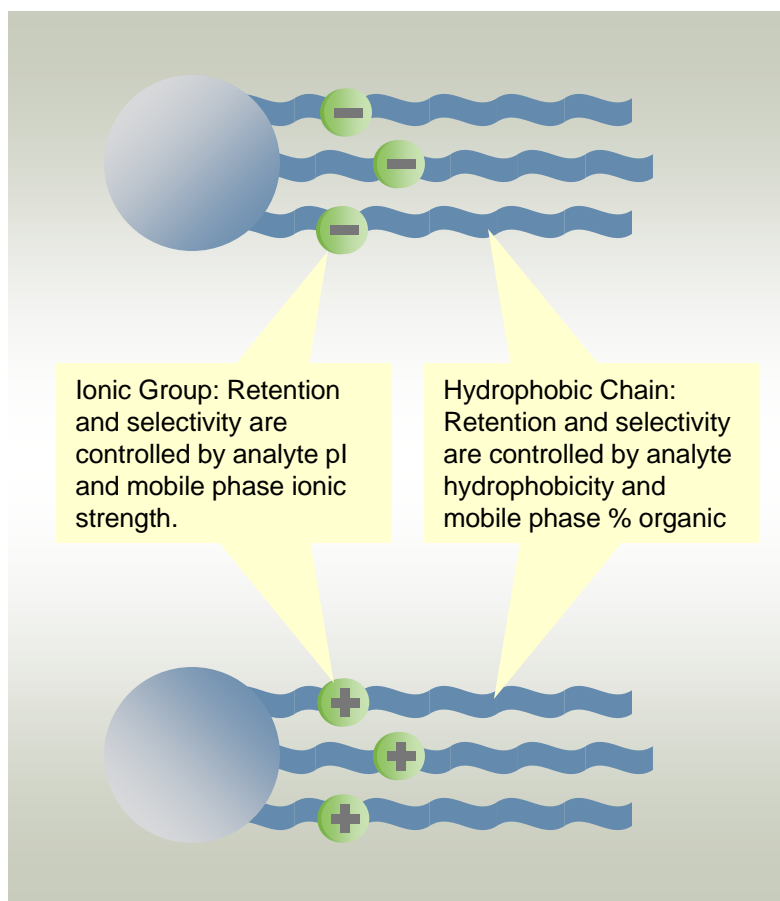 Ionic Group: Retention
and selectivity are
controlled by analyte pI
and mobile phase ionic
strength.
Hydrophobic Chain:
Retention and selectivity
are controlled by analyte
hydrophobicity and
mobile phase % organic